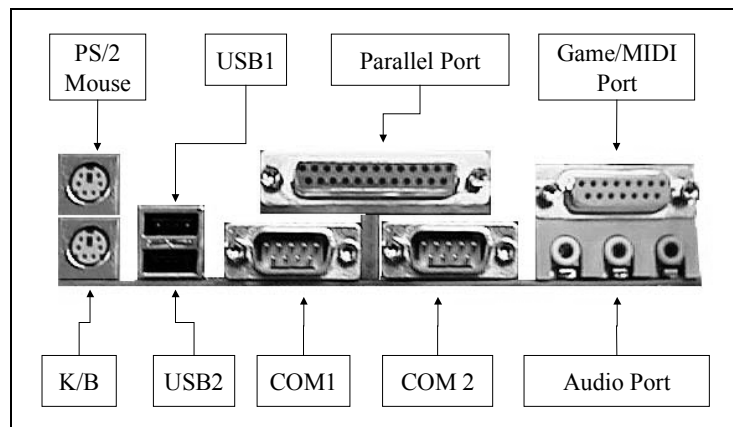 PS/2
Mouse
USB1
Parallel Port
Game/MIDI
Port
K/B
USB2
COM1
COM 2
Audio Port